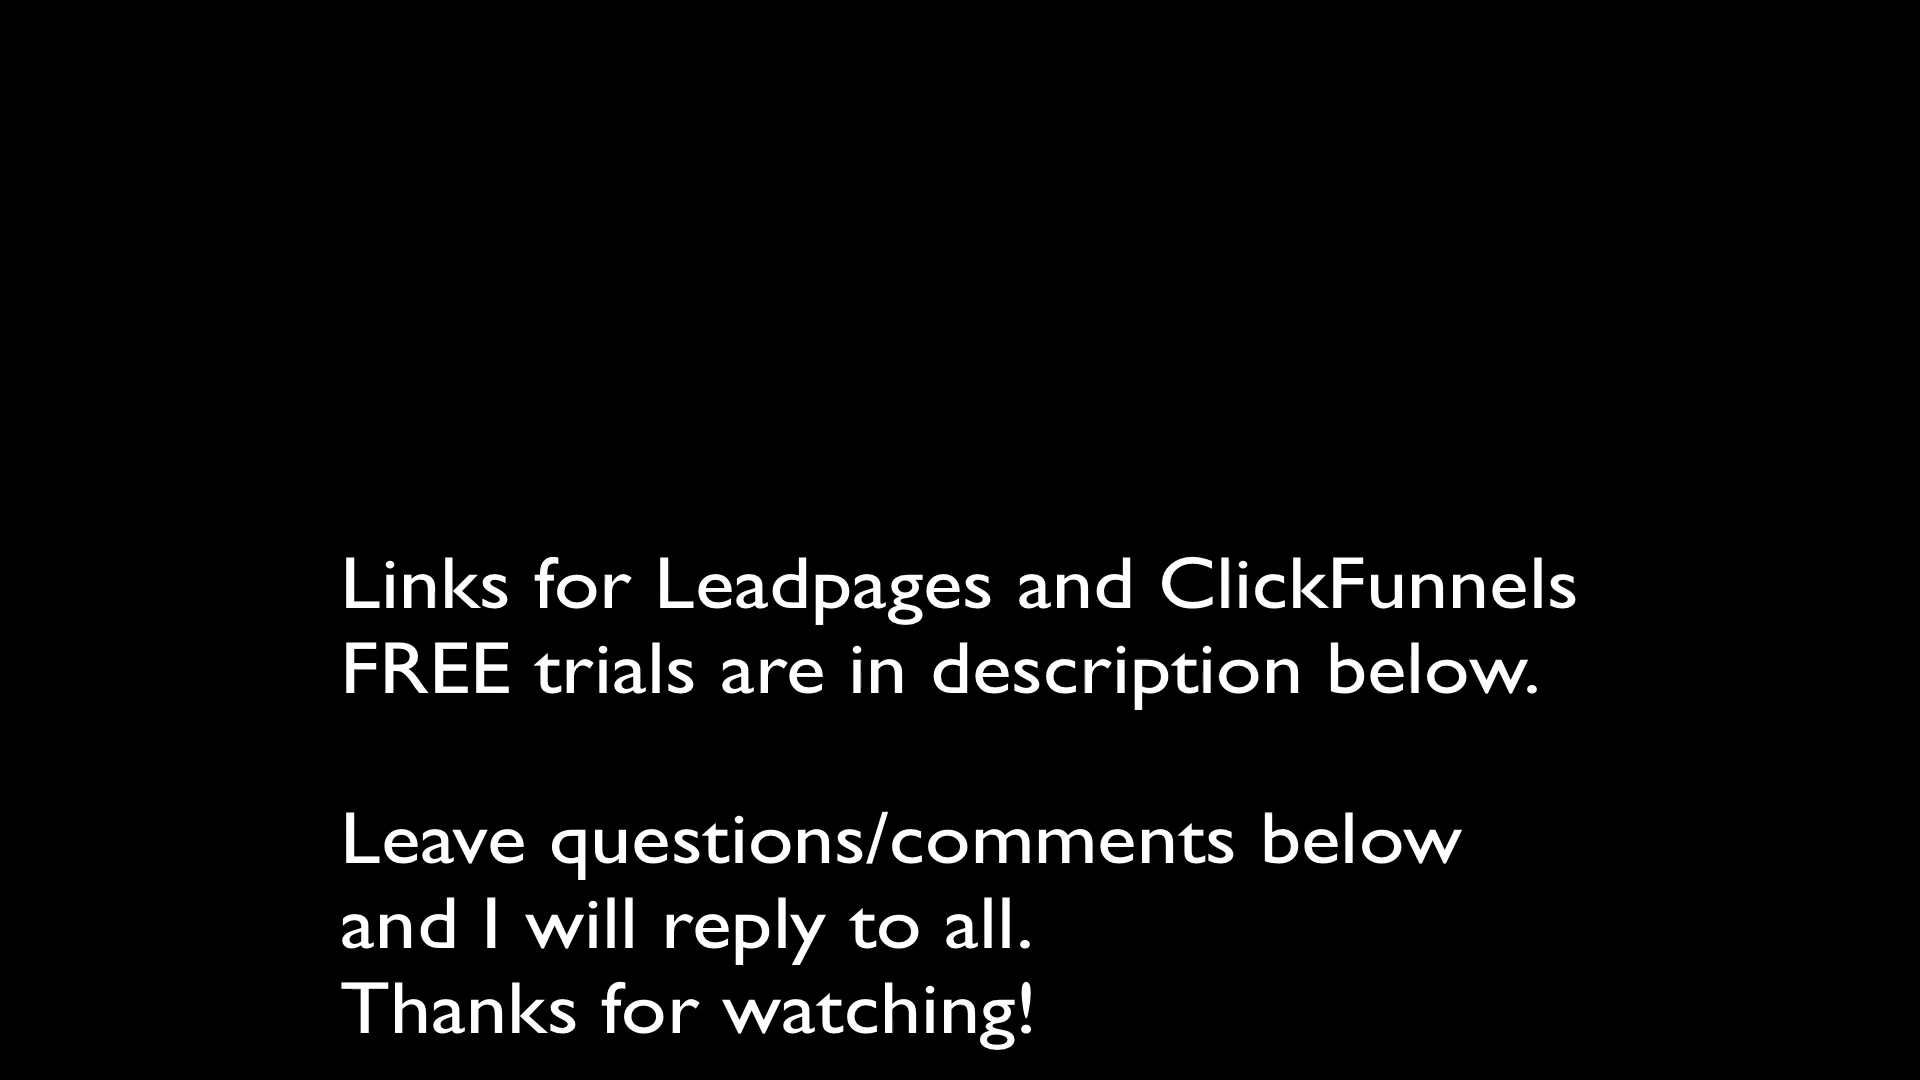 Links for Leadpages and ClickFunnels
FREE trials are in description below.
Leave questions/comments below
and I will reply to all.
Thanks for watching!